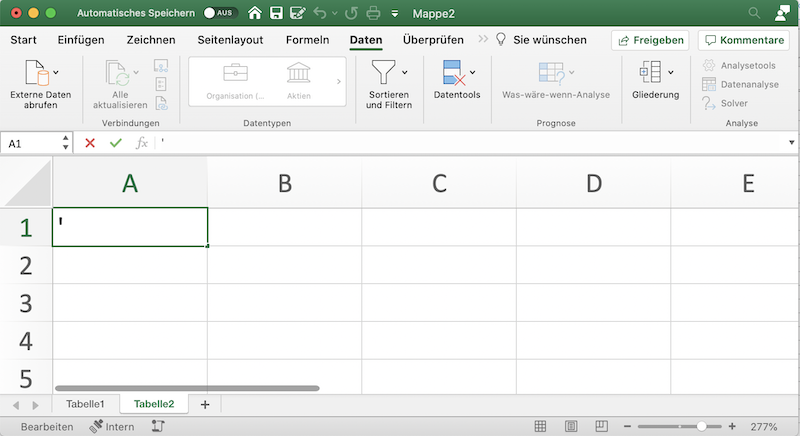 Automatisches Speichern AUS Mappe2
Start Einfügen Zeichnen Seitenlayout Formeln Daten Überprüfen >> Sie wünschen Freigeben Kommentare
Externe Daten abrufen
Alle aktualisieren
Verbindungen
Organisation (... Aktien
Datentypen
Sortieren und Filtern
Datentools
Was-wäre-wenn-Analyse
Prognose
Gliederung
Analysetools
Datenanalyse
Solver
Analyse
A1 fx '
A B C D E
1 '
2
3
4
5
Tabelle1 Tabelle2 +
Bearbeiten Intern 277%